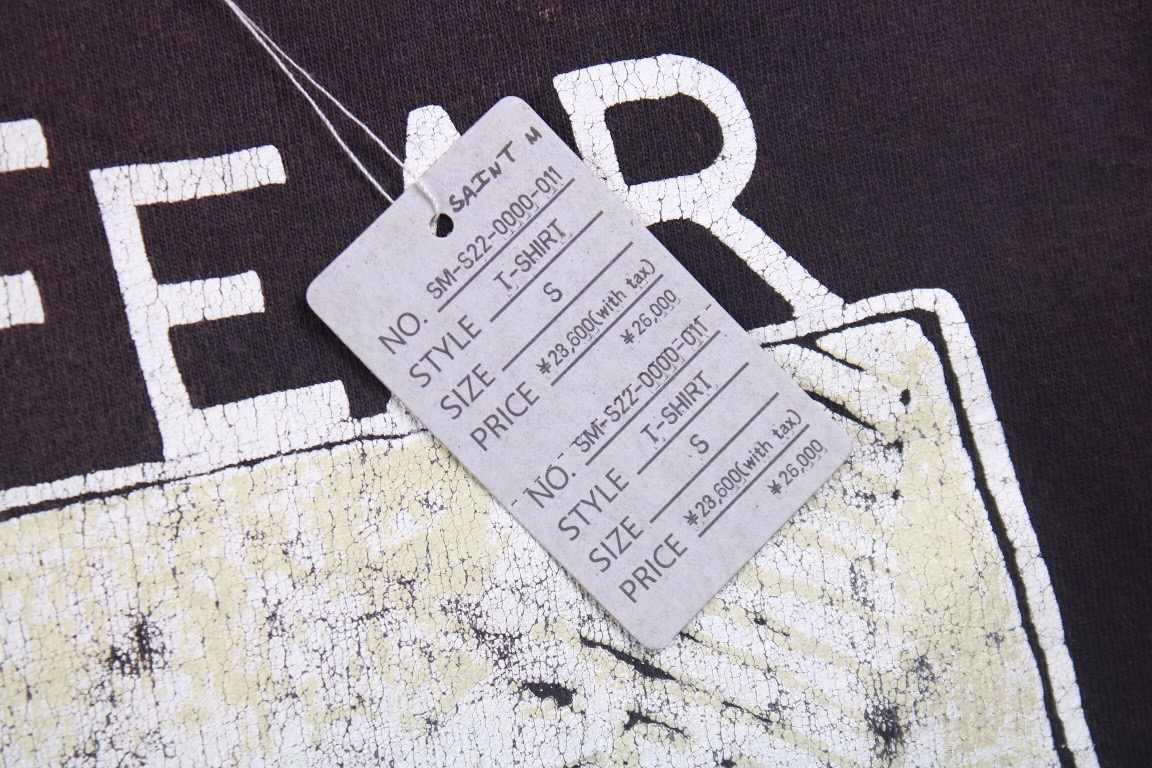 FEAR
SAINT M
NO. SM-S22-0000-011
STYLE T-SHIRT
SIZE S
PRICE ¥28,600(with tax)
¥26,000
NO. SM-S22-0000-011
STYLE T-SHIRT
SIZE S
PRICE ¥28,600(with tax)
¥26,000